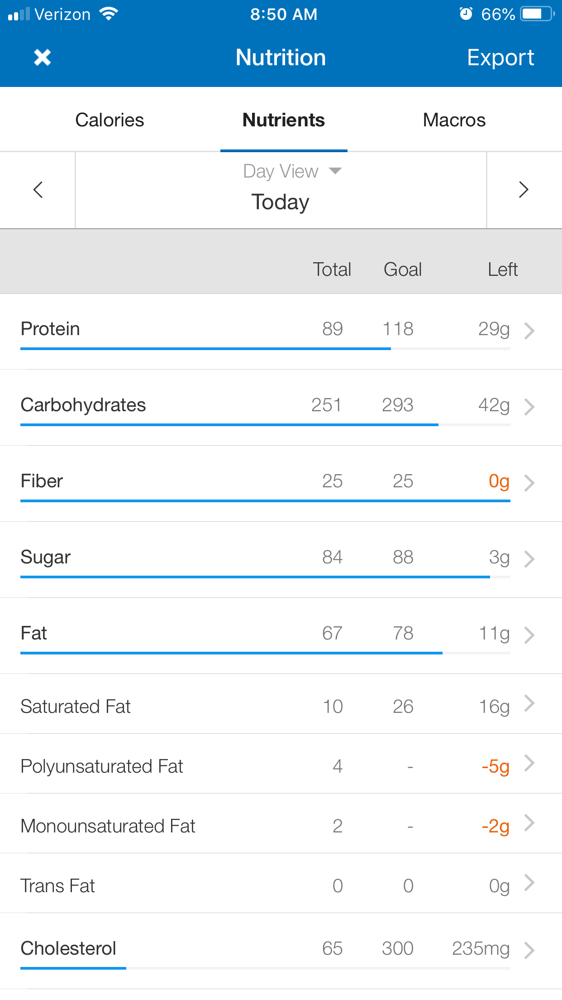 Verizon 8:50 AM 66%
Nutrition Export
Calories Nutrients Macros
Day View
Today
Total Goal Left
Protein 89 118 29g
Carbohydrates 251 293 42g
Fiber 25 25 0g
Sugar 84 88 3g
Fat 67 78 11g
Saturated Fat 10 26 16g
Polyunsaturated Fat 4 - -5g
Monounsaturated Fat 2 - -2g
Trans Fat 0 0 0g
Cholesterol 65 300 235mg